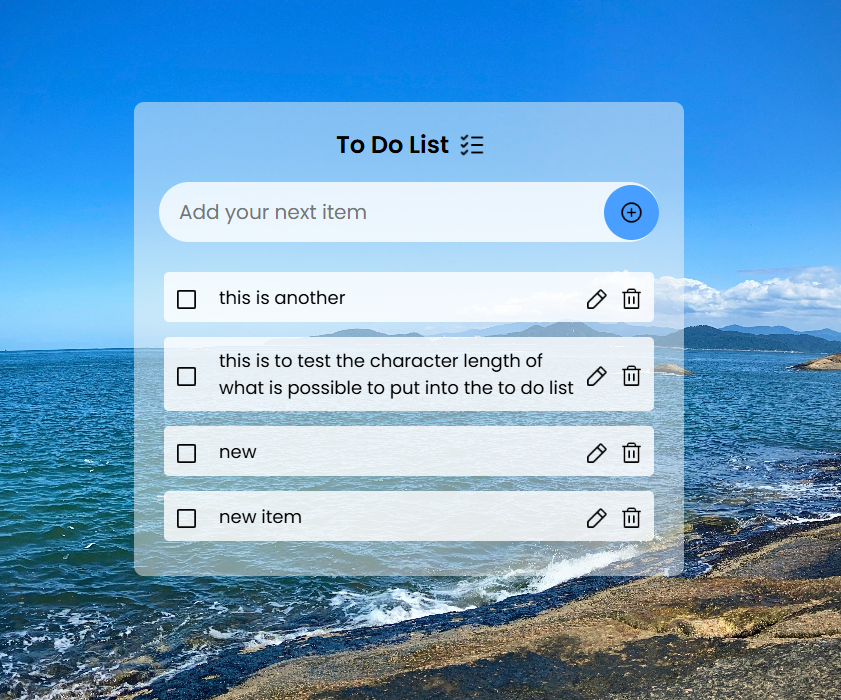 To Do List
Add your next item
this is another
this is to test the character length of
what is possible to put into the to do list
new
new item